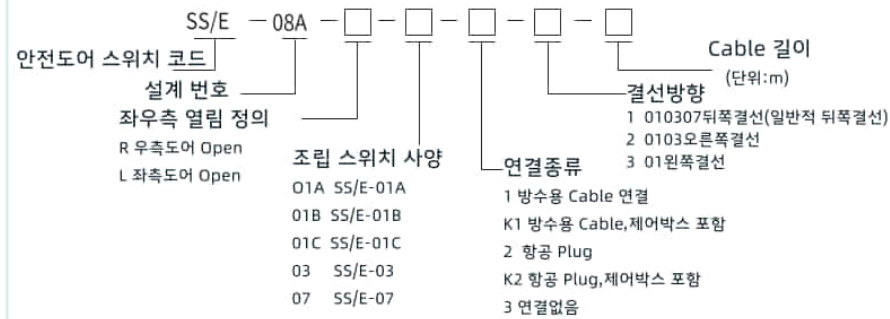 SS/E - 08A - □ - □ - □ - □ - □
안전도어 스위치 코드
설계 번호
좌우측 열림 정의
R 우측도어 Open
L 좌측도어 Open
조립 스위치 사양
01A SS/E-01A
01B SS/E-01B
01C SS/E-01C
03 SS/E-03
07 SS/E-07
연결종류
1 방수용 Cable 연결
K1 방수용 Cable,제어박스 포함
2 항공 Plug
K2 항공 Plug,제어박스 포함
3 연결없음
결선방향
1 010307뒤쪽결선(일반적 뒤쪽결선)
2 0103오른쪽결선
3 01왼쪽결선
Cable 길이
(단위:m)